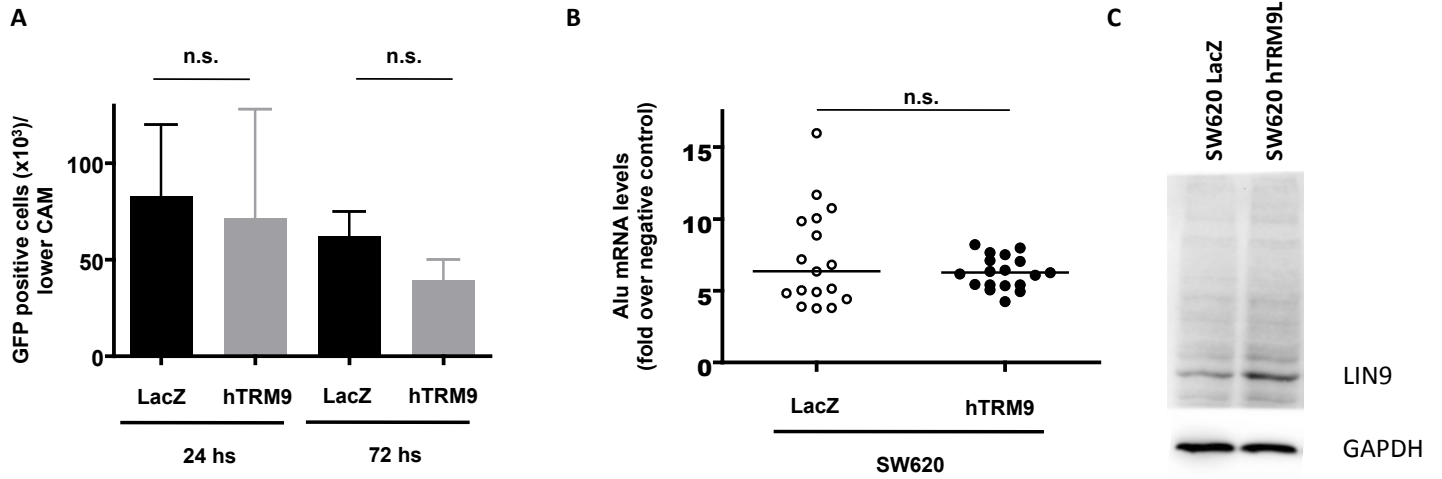 A
n.s.
n.s.
GFP positive cells (x10³)/
lower CAM
100
50
0
LacZ
hTRM9
LacZ
hTRM9
24 hs
72 hs
B
n.s.
Alu mRNA levels
(fold over negative control)
15
10
5
0
LacZ
hTRM9
SW620
C
SW620 LacZ
SW620 hTRM9L
LIN9
GAPDH